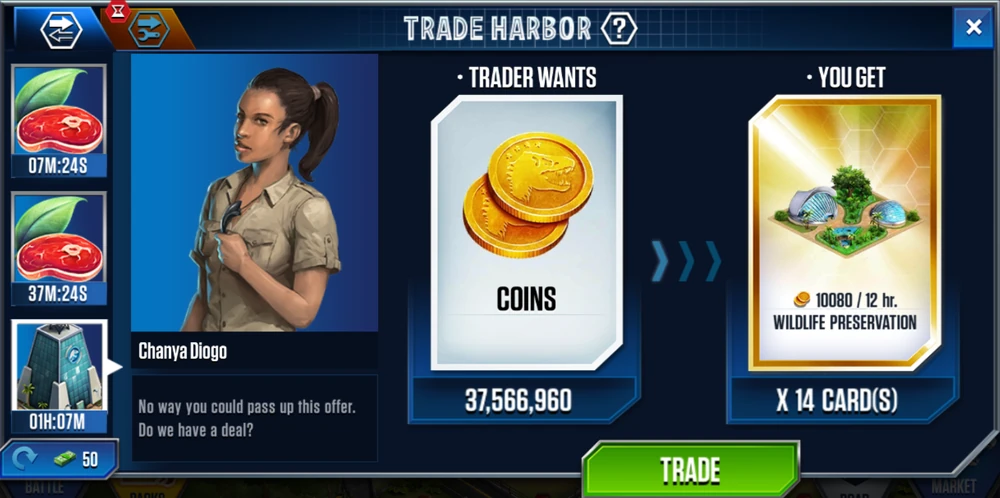 TRADE HARBOR ?
07M:24S
37M:24S
01H:07M
50
Chanya Diogo
No way you could pass up this offer.
Do we have a deal?
• TRADER WANTS
COINS
37,566,960
• YOU GET
10080 / 12 hr.
WILDLIFE PRESERVATION
X 14 CARD(S)
TRADE
BATTLE
MARKET